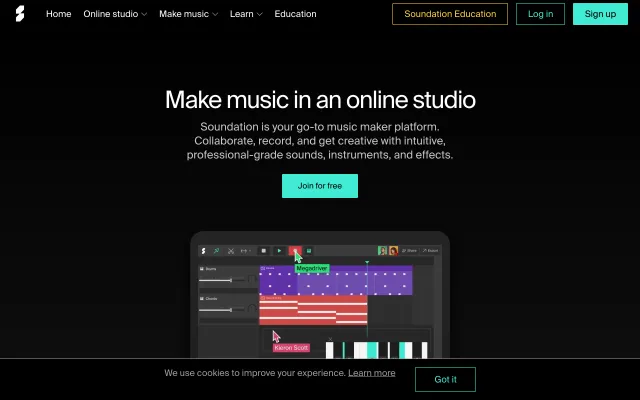 Home Online studio Make music Learn Education Soundation Education Log in Sign up
Make music in an online studio
Soundation is your go-to music maker platform.
Collaborate, record, and get creative with intuitive,
professional-grade sounds, instruments, and effects.
Join for free
Share
Megadriver
Drums
Chords
Kieron Scott
We use cookies to improve your experience. Learn more
Got it